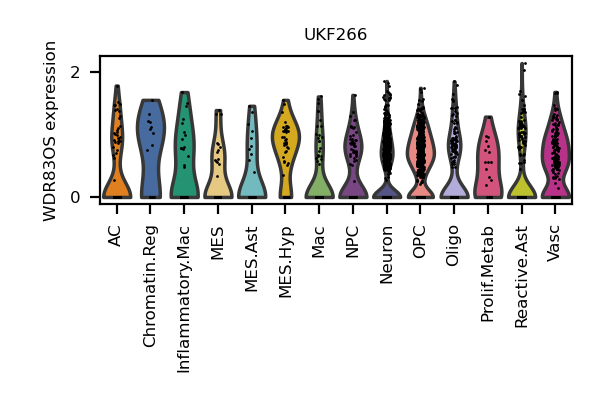 UKF266
WDR83OS expression
2
0
AC
Chromatin.Reg
Inflammatory.Mac
MES
MES.Ast
MES.Hyp
Mac
NPC
Neuron
OPC
Oligo
Prolif.Metab
Reactive.Ast
Vasc